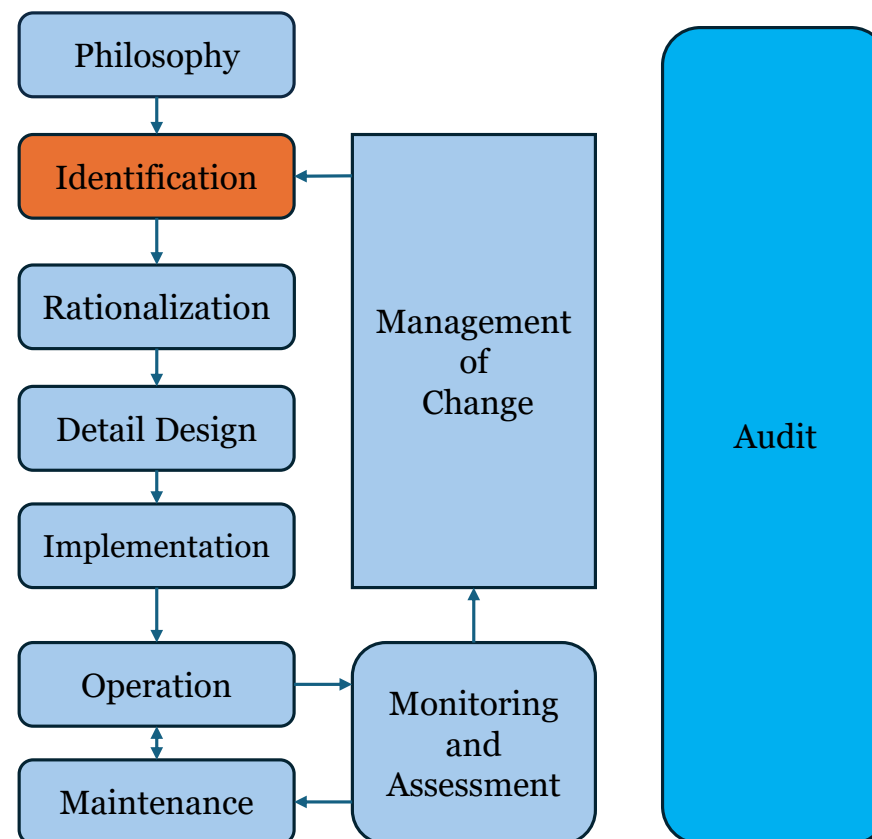 Philosophy
Identification
Rationalization
Detail Design
Implementation
Operation
Maintenance
Management
of
Change
Monitoring
and
Assessment
Audit